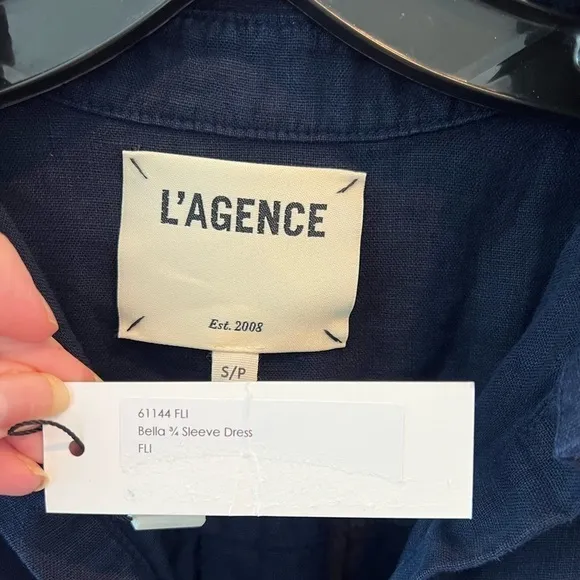 L'AGENCE
Est. 2008
S/P
61144 FLI
Bella ¾ Sleeve Dress
FLI